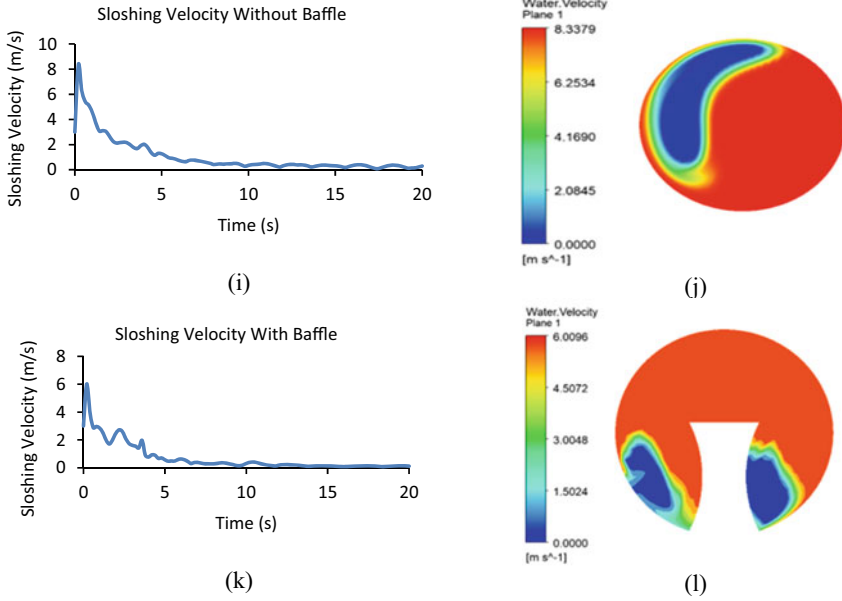 Sloshing Velocity Without Baffle
Sloshing Velocity (m/s)
10
8
6
4
2
0
0 5 10 15 20
Time (s)
(i)
Water.Velocity
Plane 1
8.3379
6.2534
4.1690
2.0845
0.0000
[m s^-1]
(j)
Sloshing Velocity With Baffle
Sloshing Velocity (m/s)
8
6
4
2
0
0 5 10 15 20
Time (s)
(k)
Water.Velocity
Plane 1
6.0096
4.5072
3.0048
1.5024
0.0000
[m s^-1]
(l)